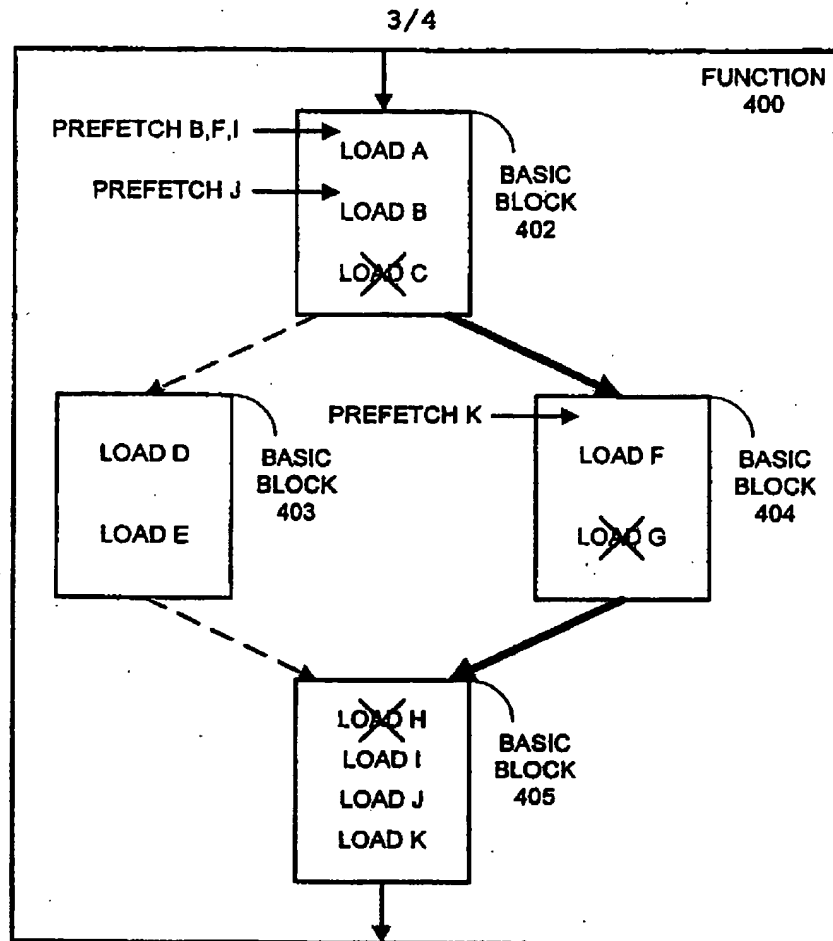 3/4
FUNCTION
400
PREFETCH B,F,I
LOAD A
PREFETCH J
LOAD B
LOAD C
BASIC
BLOCK
402
PREFETCH K
LOAD D
LOAD E
BASIC
BLOCK
403
LOAD F
LOAD G
BASIC
BLOCK
404
LOAD H
LOAD I
LOAD J
LOAD K
BASIC
BLOCK
405